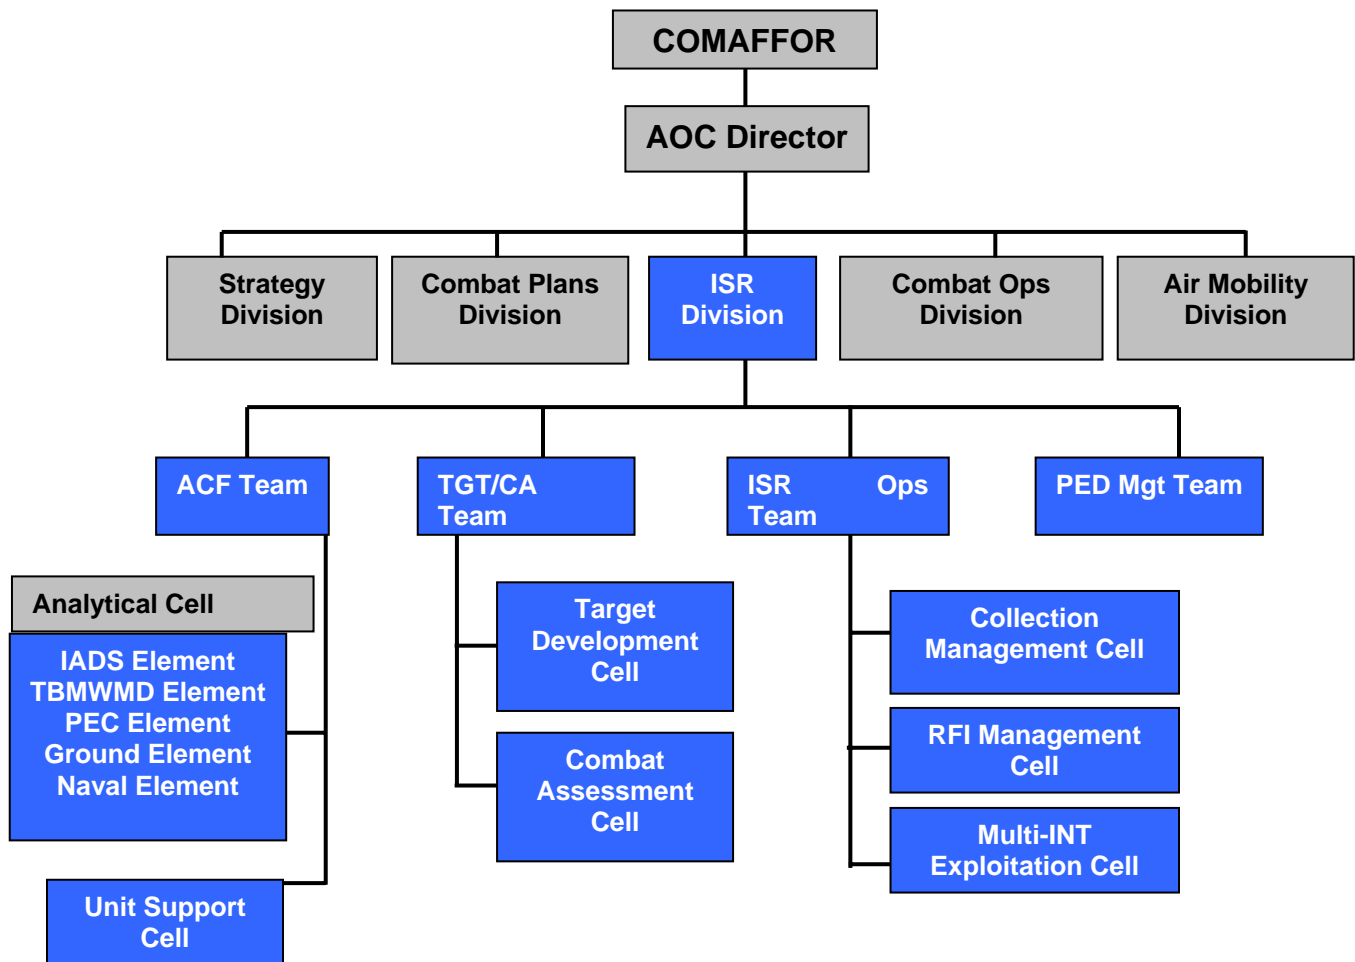 COMAFFOR
AOC Director
Strategy
Division
Combat Plans
Division
ISR
Division
Combat Ops
Division
Air Mobility
Division
ACF Team
TGT/CA
Team
ISR Ops
Team
PED Mgt Team
Analytical Cell
IADS Element
TBMWMD Element
PEC Element
Ground Element
Naval Element
Unit Support
Cell
Target
Development
Cell
Combat
Assessment
Cell
Collection
Management Cell
RFI Management
Cell
Multi-INT
Exploitation Cell